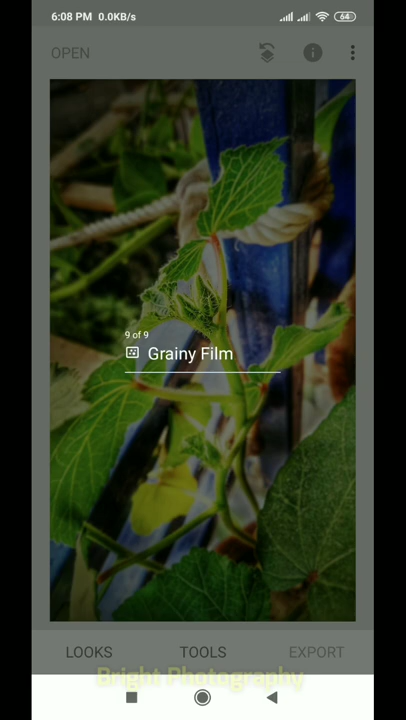 6:08 PM 0.0KB/s 64
OPEN
9 of 9
Grainy Film
LOOKS TOOLS EXPORT
Bright Photography